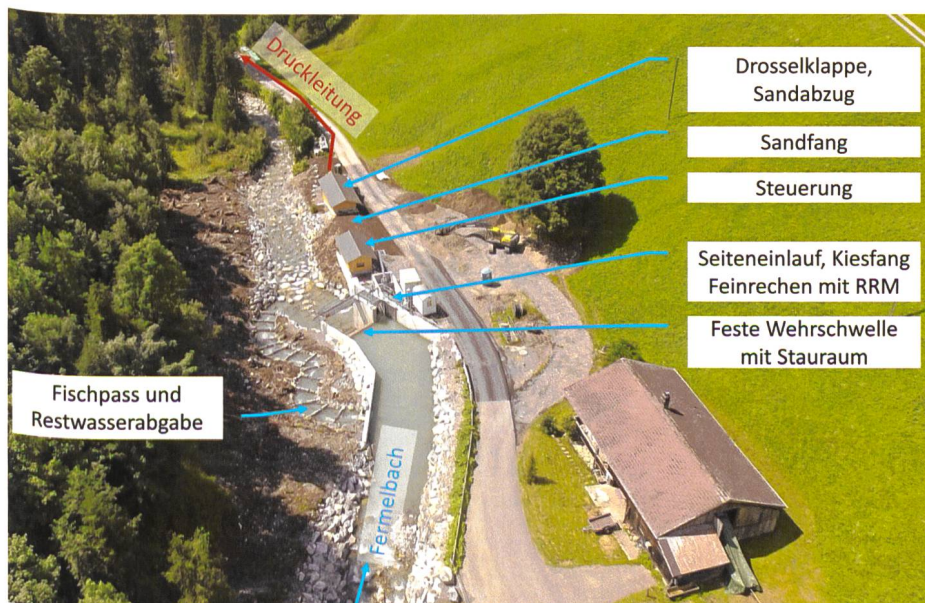 Druckleitung
Drosselklappe,
Sandabzug
Sandfang
Steuerung
Seiteneinlauf, Kiesfang
Feinrechen mit RRM
Feste Wehrschwelle
mit Stauraum
Fischpass und
Restwasserabgabe
Fermelbach